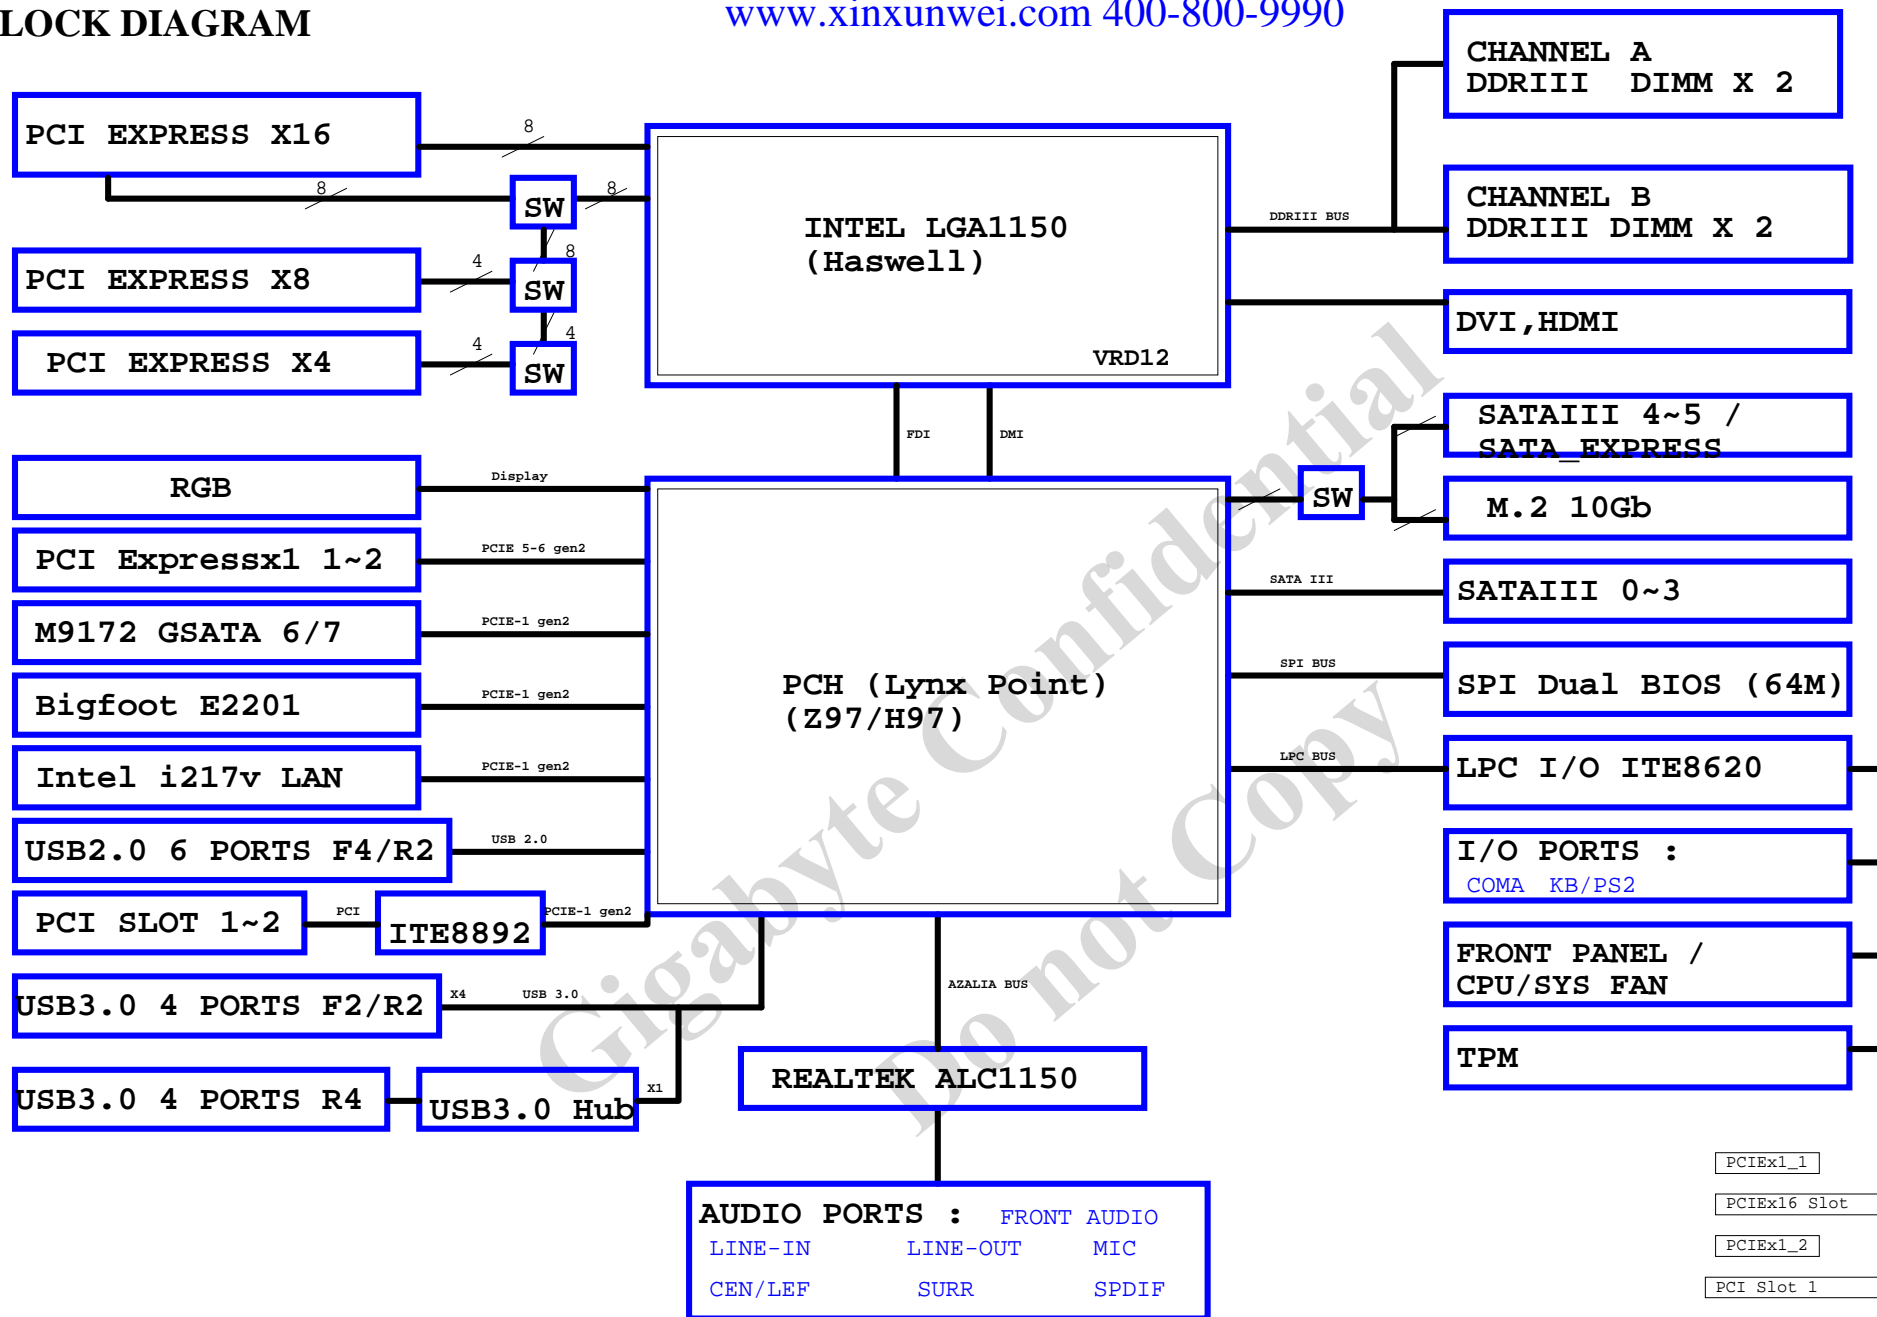 LOCK DIAGRAM
www.xinxunwei.com 400-800-9990
CHANNEL A
DDRIII DIMM X 2
PCI EXPRESS X16
8
8
SW
8
CHANNEL B
DDRIII DIMM X 2
DDRIII BUS
INTEL LGA1150
(Haswell)
VRD12
PCI EXPRESS X8
4
SW
8
PCI EXPRESS X4
4
SW
4
DVI,HDMI
FDI
DMI
SATAIII 4~5 /
SATA_EXPRESS
SW
M.2 10Gb
RGB
Display
PCI Expressx1 1~2
PCIE 5-6 gen2
SATA III
SATAIII 0~3
M9172 GSATA 6/7
PCIE-1 gen2
SPI BUS
SPI Dual BIOS (64M)
PCH (Lynx Point)
(Z97/H97)
Bigfoot E2201
PCIE-1 gen2
Intel i217v LAN
PCIE-1 gen2
LPC BUS
LPC I/O ITE8620
USB2.0 6 PORTS F4/R2
USB 2.0
I/O PORTS :
COMA KB/PS2
PCI SLOT 1~2
PCI
ITE8892
PCIE-1 gen2
FRONT PANEL /
CPU/SYS FAN
USB3.0 4 PORTS F2/R2
X4
USB 3.0
AZALIA BUS
TPM
USB3.0 4 PORTS R4
USB3.0 Hub
X1
REALTEK ALC1150
AUDIO PORTS :
FRONT AUDIO
LINE-IN
LINE-OUT
MIC
CEN/LEF
SURR
SPDIF
PCIEx1_1
PCIEx16 Slot
PCIEx1_2
PCI Slot 1
Gigabyte Confidential
Do not Copy